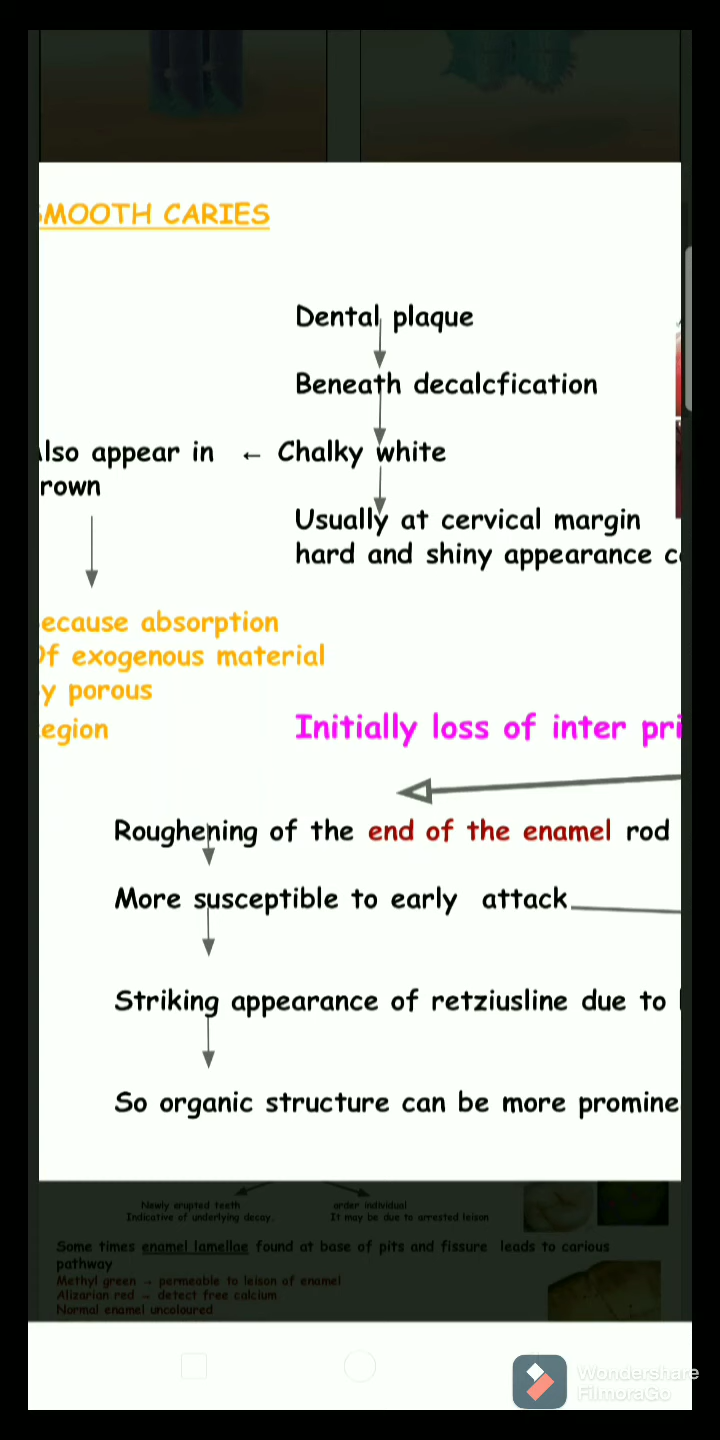 SMOOTH CARIES
Dental plaque
Beneath decalcfication
lso appear in ← Chalky white
rown
Usually at cervical margin
hard and shiny appearance c
ecause absorption
Of exogenous material
y porous
egion
Initially loss of inter pri
Roughening of the end of the enamel rod
More susceptible to early attack
Striking appearance of retziusline due to
So organic structure can be more promine
Newly erupted teeth order individual
Indicative of underlying decay. It may be due to arrested leison
Some times enamel lamellae found at base of pits and fissure leads to carious
pathway
Methyl green → permeable to leison of enamel
Alizarian red → detect free calcium
Normal enamel uncoloured
Wondershare
FilmoraGo